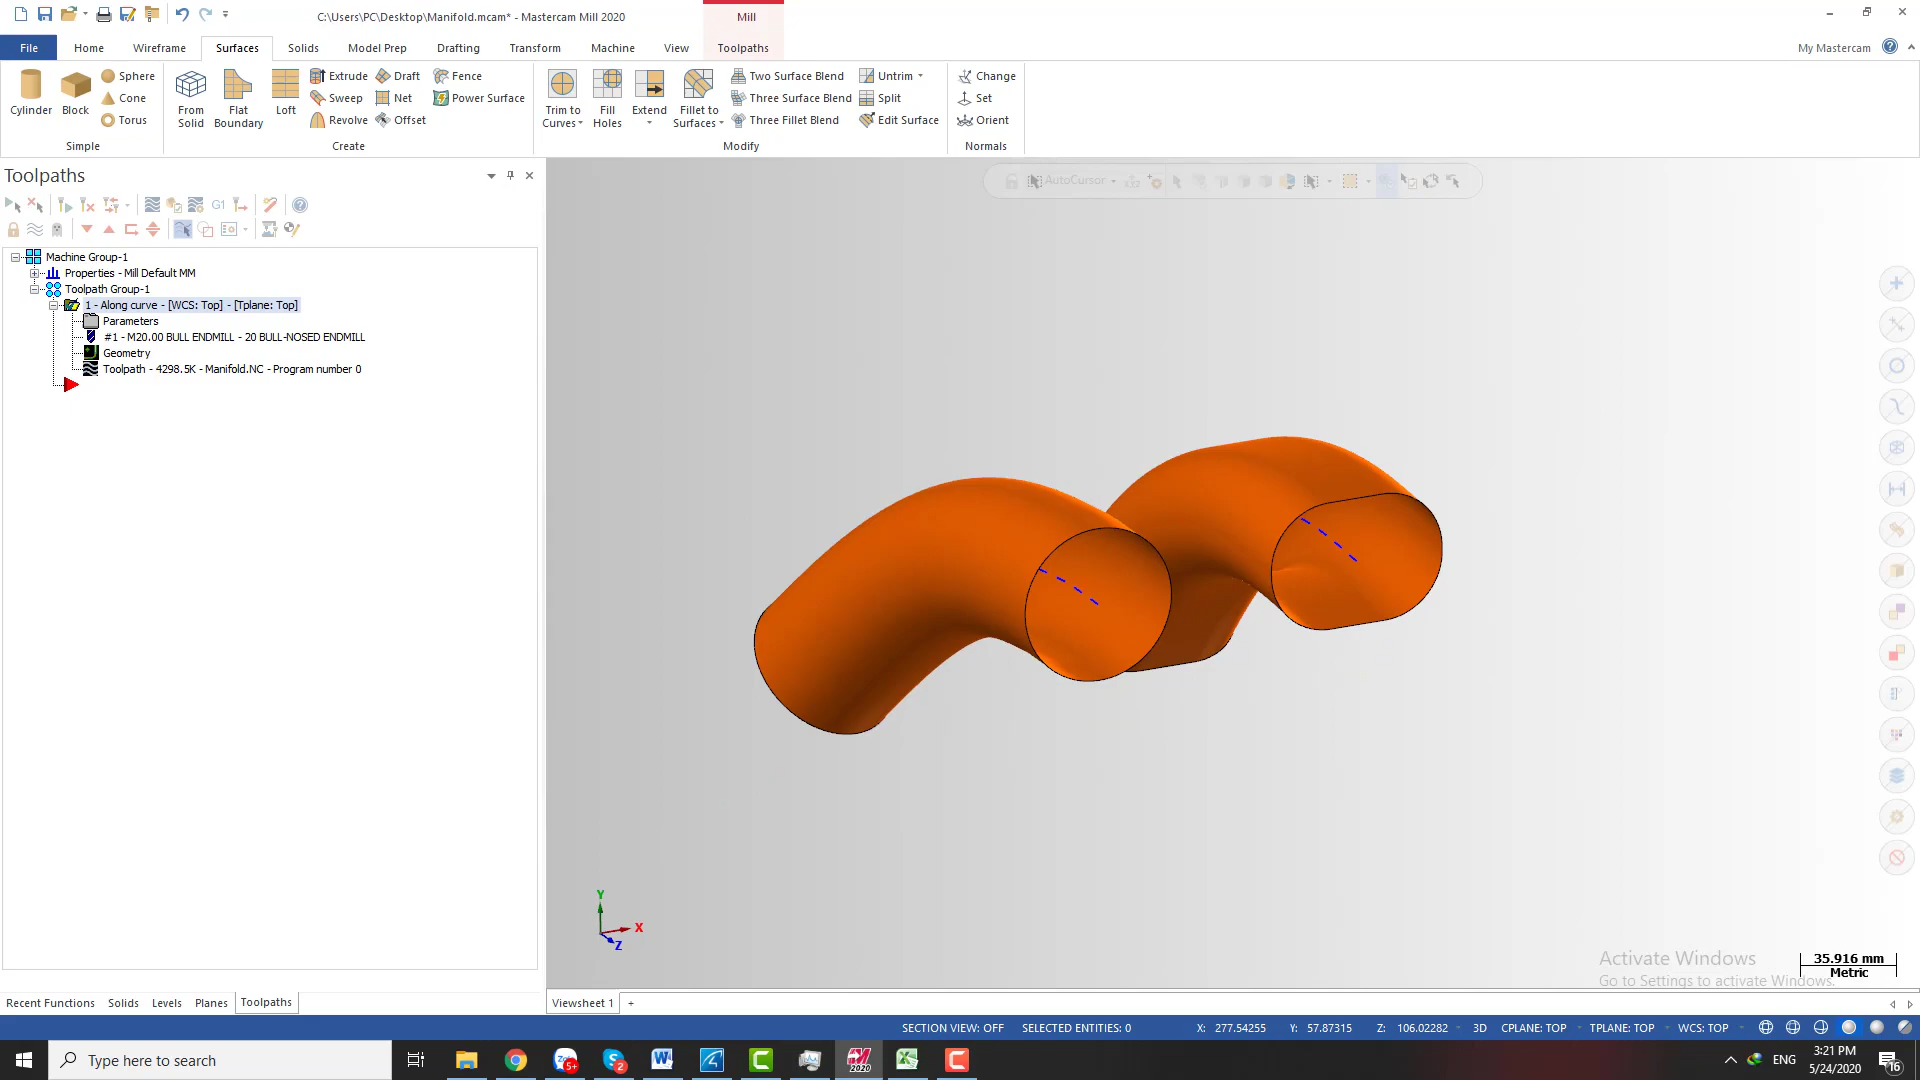 C:\Users\PC\Desktop\Manifold.mcam* - Mastercam Mill 2020
Mill
File Home Wireframe Surfaces Solids Model Prep Drafting Transform Machine View Toolpaths
My Mastercam
Cylinder Block Sphere Cone Torus
Simple
From Solid Flat Boundary Loft Extrude Sweep Revolve Draft Net Offset Fence Power Surface
Create
Trim to Curves Fill Holes Extend Fillet to Surfaces Two Surface Blend Three Surface Blend Three Fillet Blend Untrim Split Edit Surface
Modify
Change Set Orient
Normals
Toolpaths
AutoCursor
G1
Machine Group-1
Properties - Mill Default MM
Toolpath Group-1
1 - Along curve - [WCS: Top] - [Tplane: Top]
Parameters
#1 - M20.00 BULL ENDMILL - 20 BULL-NOSED ENDMILL
Geometry
Toolpath - 4298.5K - Manifold.NC - Program number 0
Y
X
Z
Activate Windows
Go to Settings to activate Windows.
35.916 mm
Metric
Recent Functions Solids Levels Planes Toolpaths
Viewsheet 1 +
SECTION VIEW: OFF SELECTED ENTITIES: 0 X: 277.54255 Y: 57.87315 Z: 106.02282 3D CPLANE: TOP TPLANE: TOP WCS: TOP
Type here to search
5+
2
2020
ENG
3:21 PM
5/24/2020
16